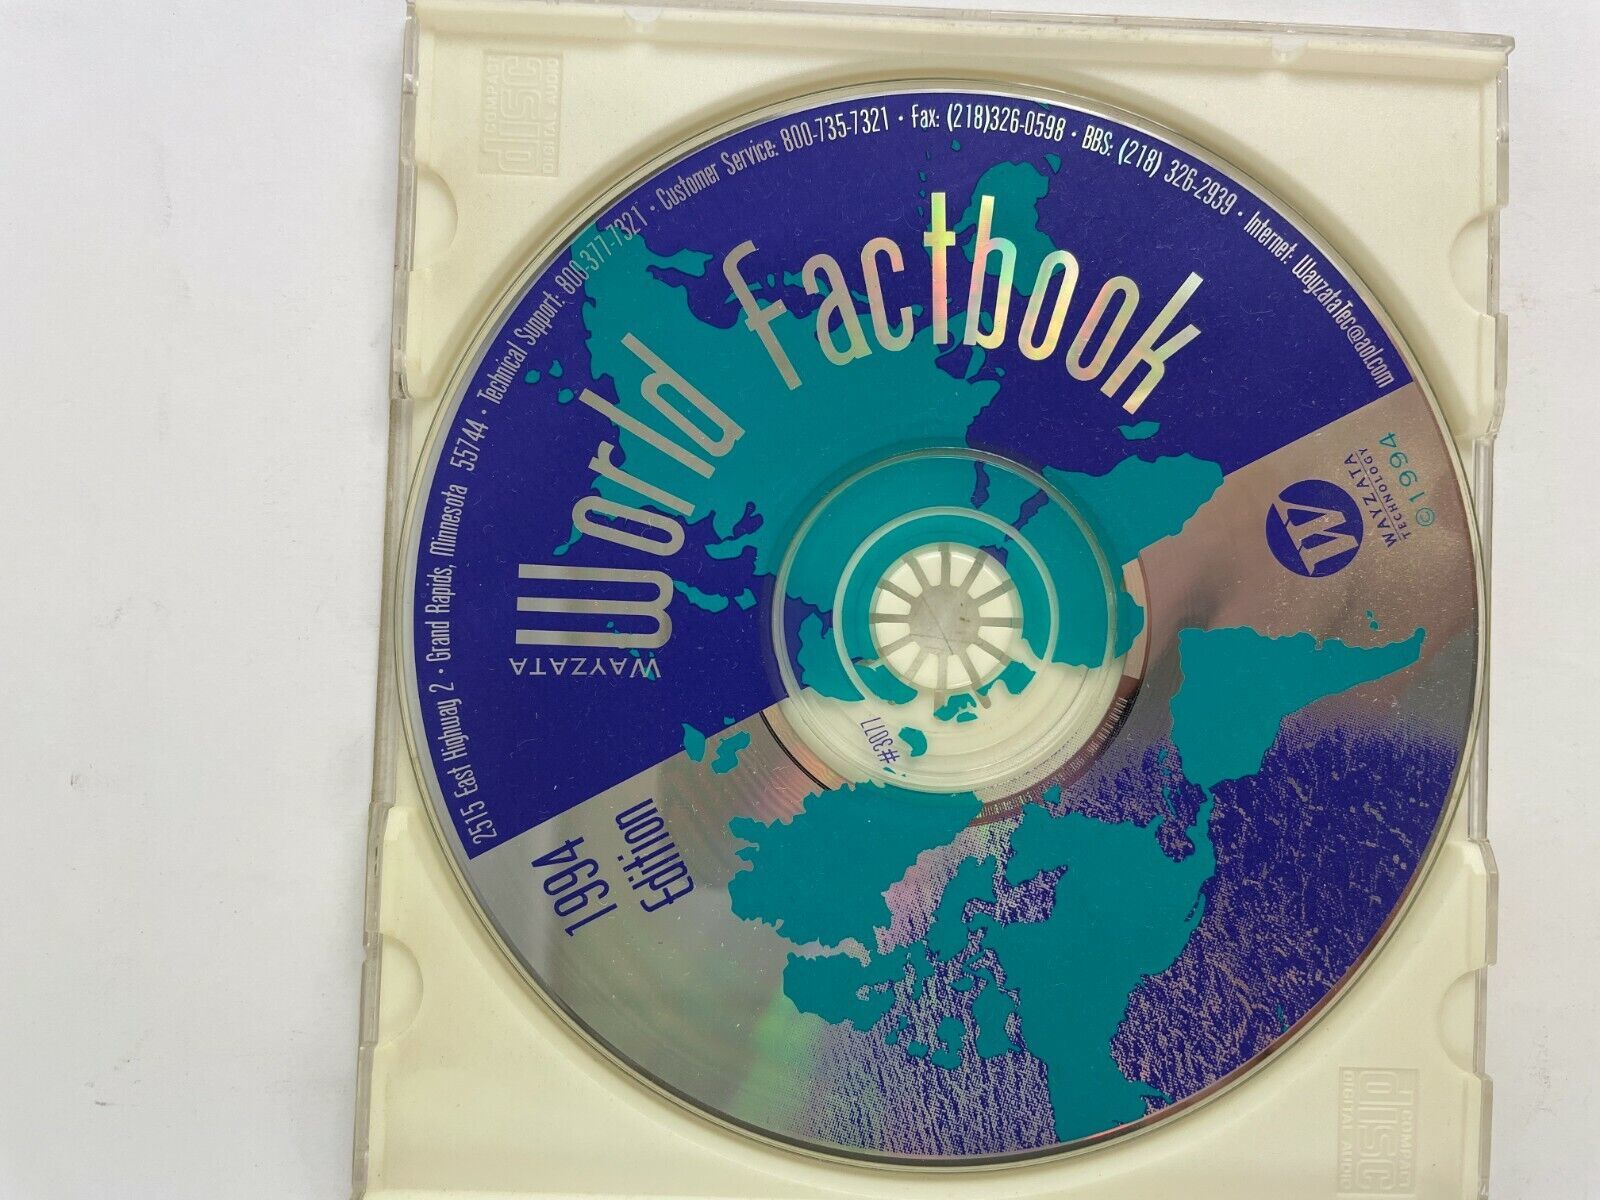 2515 East Highway 2 • Grand Rapids, Minnesota 55744 • Technical Support: 800-377-7321 • Customer Service: 800-735-7321 • Fax: (218)326-0598 • BBS: (218) 326-2939 • Internet: WayzataTec@aol.com
WAYZATA
World Factbook
1994
Edition
#3077
W
WAYZATA
TECHNOLOGY
©1994
COMPACT
disc
DIGITAL AUDIO
COMPACT
disc
DIGITAL AUDIO